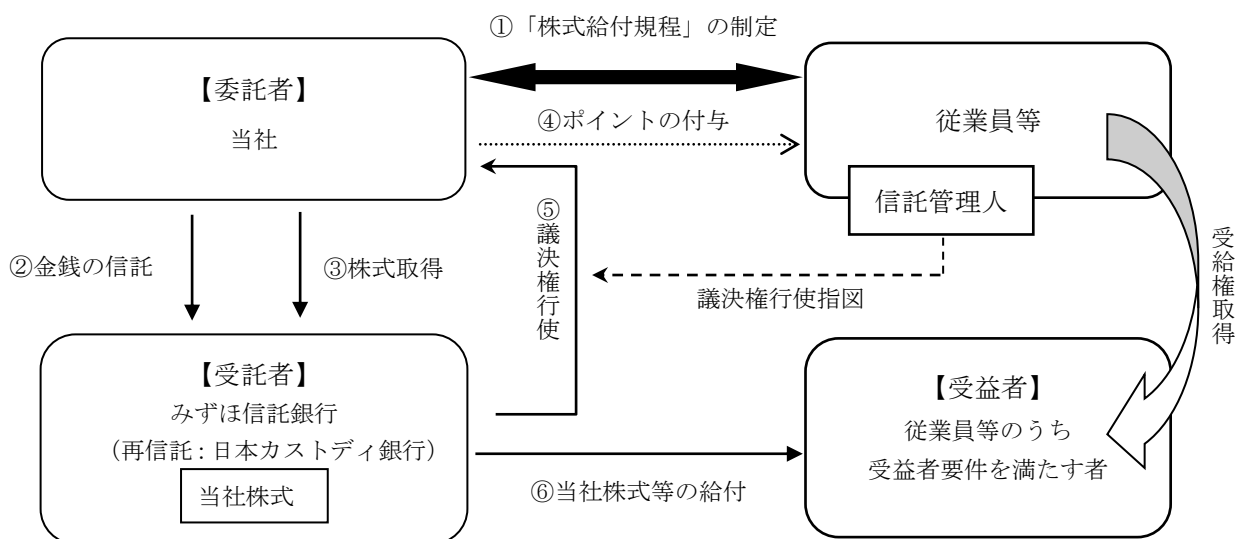 ①「株式給付規程」の制定
【委託者】
当社
④ポイントの付与
従業員等
信託管理人
②金銭の信託
③株式取得
⑤議決権行使
議決権行使指図
受給権取得
【受託者】
みずほ信託銀行
(再信託:日本カストディ銀行)
当社株式
⑥当社株式等の給付
【受益者】
従業員等のうち
受益者要件を満たす者